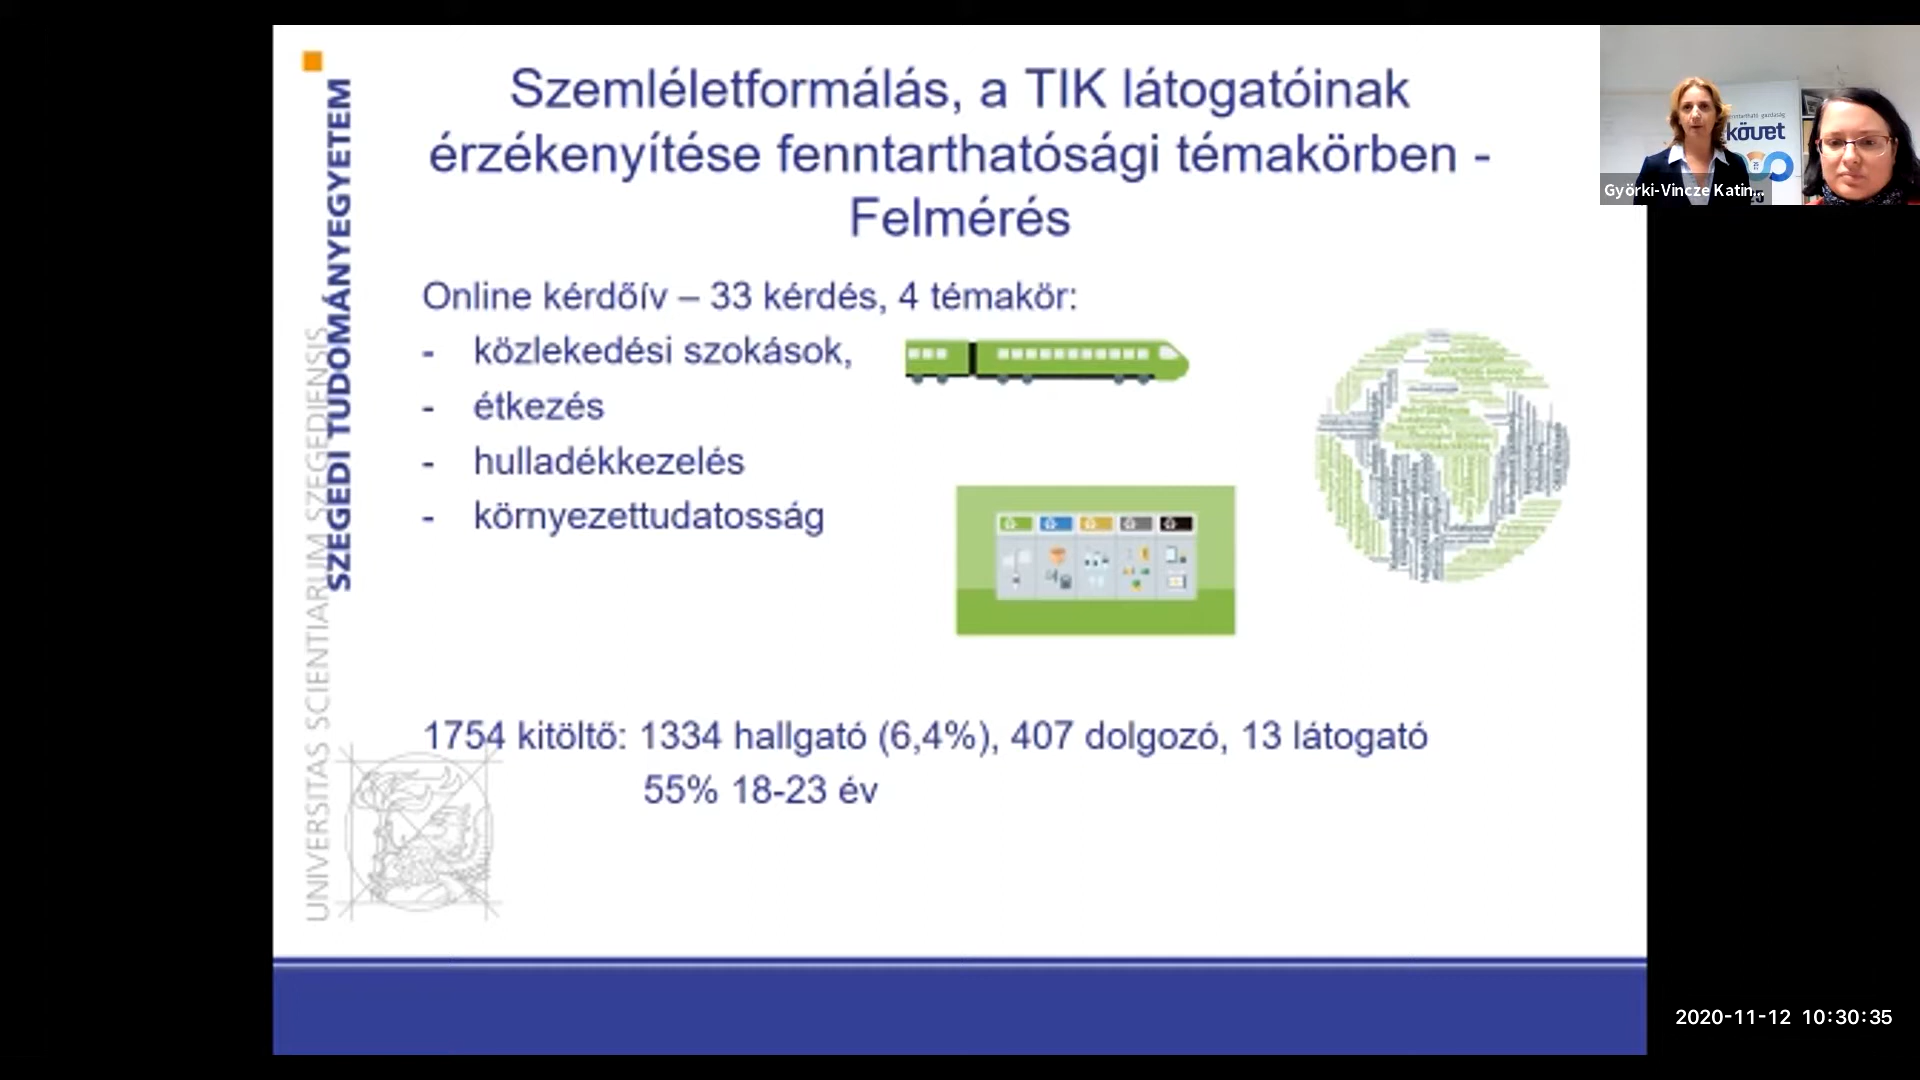 Szemléletformálás, a TIK látogatóinak
érzékenyítése fenntarthatósági témakörben -
Felmérés
Online kérdőív – 33 kérdés, 4 témakör:
- közlekedési szokások,
- étkezés
- hulladékkezelés
- környezettudatosság
1754 kitöltő: 1334 hallgató (6,4%), 407 dolgozó, 13 látogató
55% 18-23 év
SZEGEDI TUDOMÁNYEGYETEM
UNIVERSITAS SCIENTIARUM SZEGEDIENSIS
követ
Györki-Vincze Katin...
2020-11-12 10:30:35